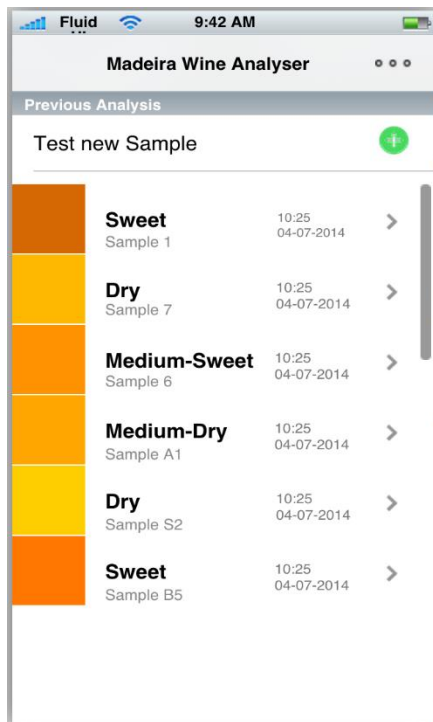 Fluid 9:42 AM
Madeira Wine Analyser
Previous Analysis
Test new Sample
Sweet 10:25
Sample 1 04-07-2014
Dry 10:25
Sample 7 04-07-2014
Medium-Sweet 10:25
Sample 6 04-07-2014
Medium-Dry 10:25
Sample A1 04-07-2014
Dry 10:25
Sample S2 04-07-2014
Sweet 10:25
Sample B5 04-07-2014